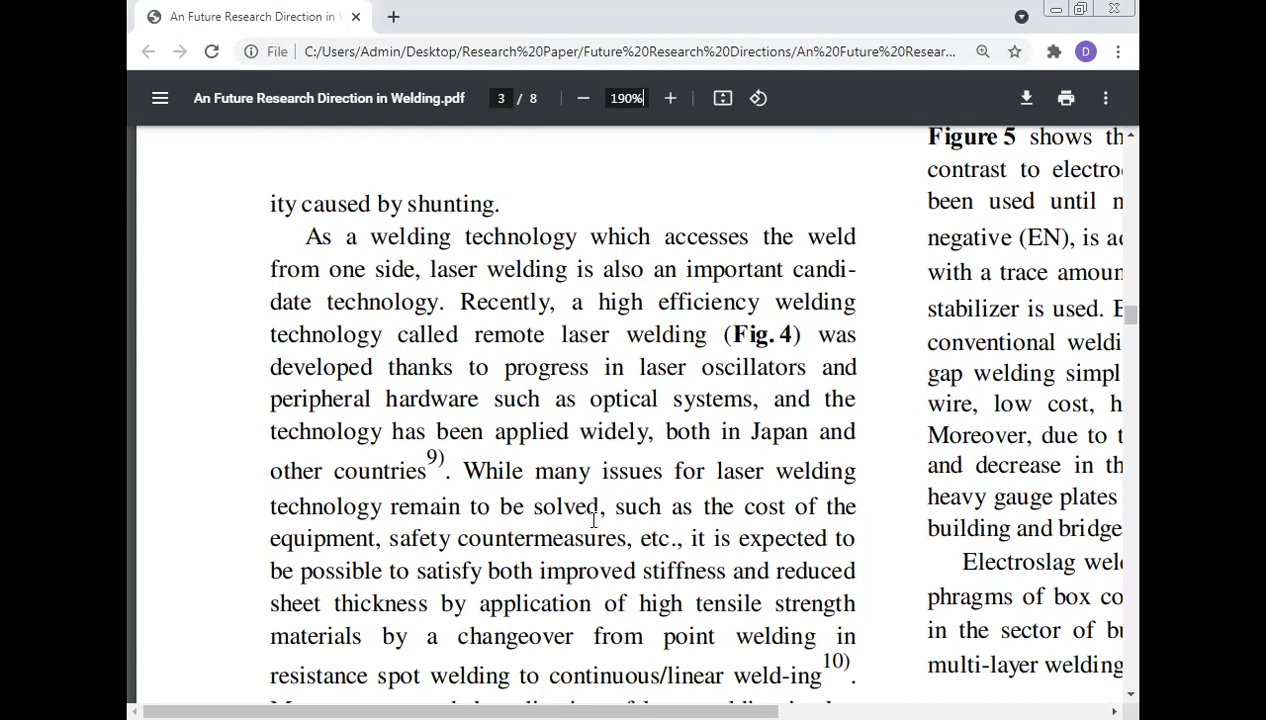 An Future Research Direction in
File C:/Users/Admin/Desktop/Research%20Paper/Future%20Research%20Directions/An%20Future%20Resear...
D
An Future Research Direction in Welding.pdf 3 / 8 190%
ity caused by shunting.
As a welding technology which accesses the weld
from one side, laser welding is also an important candi-
date technology. Recently, a high efficiency welding
technology called remote laser welding (Fig. 4) was
developed thanks to progress in laser oscillators and
peripheral hardware such as optical systems, and the
technology has been applied widely, both in Japan and
other countries9). While many issues for laser welding
technology remain to be solved, such as the cost of the
equipment, safety countermeasures, etc., it is expected to
be possible to satisfy both improved stiffness and reduced
sheet thickness by application of high tensile strength
materials by a changeover from point welding in
resistance spot welding to continuous/linear weld-ing10).
Figure 5 shows th
contrast to electro
been used until
negative (EN), is
with a trace amoun
stabilizer is used.
conventional weldi
gap welding simpl
wire, low cost, h
Moreover, due to t
and decrease in th
heavy gauge plates
building and bridge
Electroslag wel
phragms of box co
in the sector of bu
multi-layer welding